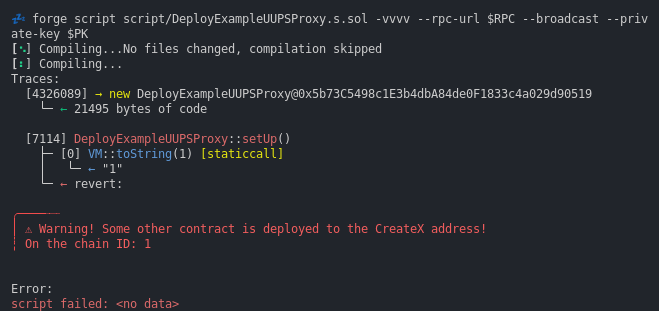 💤 forge script script/DeployExampleUUPSProxy.s.sol -vvvv --rpc-url $RPC --broadcast --priv
ate-key $PK
[⠢] Compiling...No files changed, compilation skipped
[⠆] Compiling...
Traces:
  [4326089] → new DeployExampleUUPSProxy@0x5b73C5498c1E3b4dbA84de0F1833c4a029d90519
    └─ ← 21495 bytes of code

  [7114] DeployExampleUUPSProxy::setUp()
    ├─ [0] VM::toString(1) [staticcall]
    │   └─ ← "1"
    └─ ← revert:

⚠ Warning! Some other contract is deployed to the CreateX address!
On the chain ID: 1

Error:
script failed: <no data>